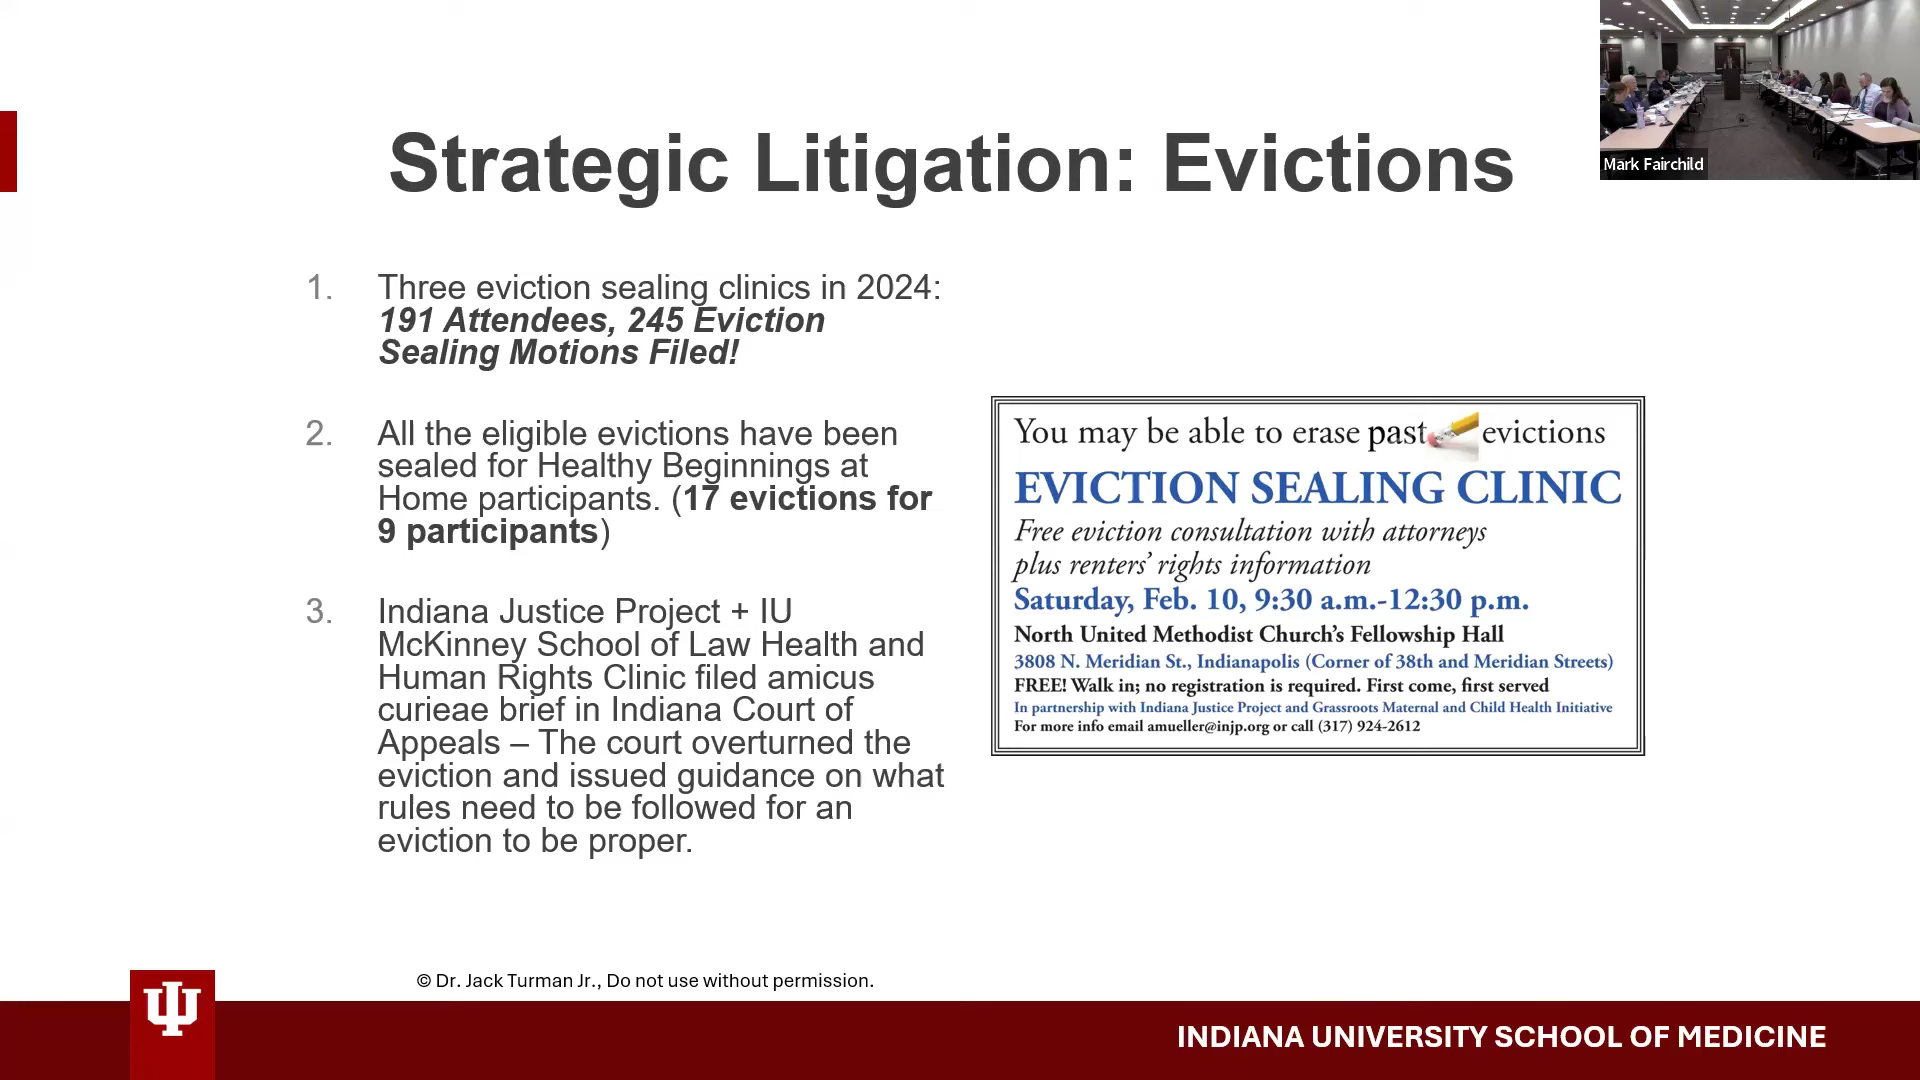 Mark Fairchild
Strategic Litigation: Evictions
1. Three eviction sealing clinics in 2024:
191 Attendees, 245 Eviction
Sealing Motions Filed!
2. All the eligible evictions have been
sealed for Healthy Beginnings at
Home participants. (17 evictions for
9 participants)
3. Indiana Justice Project + IU
McKinney School of Law Health and
Human Rights Clinic filed amicus
curieae brief in Indiana Court of
Appeals – The court overturned the
eviction and issued guidance on what
rules need to be followed for an
eviction to be proper.
You may be able to erase past evictions
EVICTION SEALING CLINIC
Free eviction consultation with attorneys
plus renters’ rights information
Saturday, Feb. 10, 9:30 a.m.-12:30 p.m.
North United Methodist Church’s Fellowship Hall
3808 N. Meridian St., Indianapolis (Corner of 38th and Meridian Streets)
FREE! Walk in; no registration is required. First come, first served
In partnership with Indiana Justice Project and Grassroots Maternal and Child Health Initiative
For more info email amueller@injp.org or call (317) 924-2612
© Dr. Jack Turman Jr., Do not use without permission.
INDIANA UNIVERSITY SCHOOL OF MEDICINE